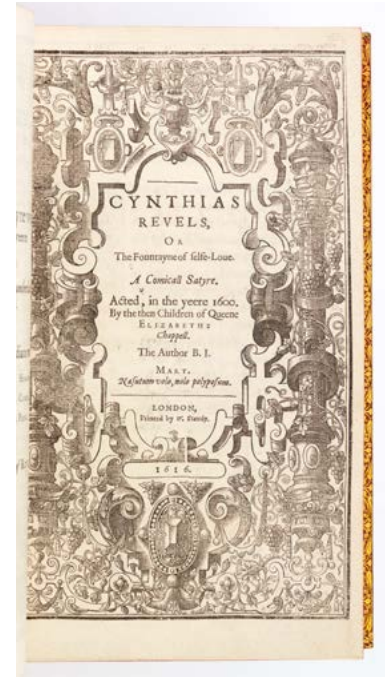 CYNTHIAS
REVELS,
OR
The Fountayne of selfe-Loue.
A Comicall Satyre.
Acted, in the yeere 1600.
By the then Children of Queene
ELIZABETHS
Chappell.
The Author B. I.
MART.
Nasutum volo, nolo polyposum.
LONDON,
Printed by W. Stansby.
1616.